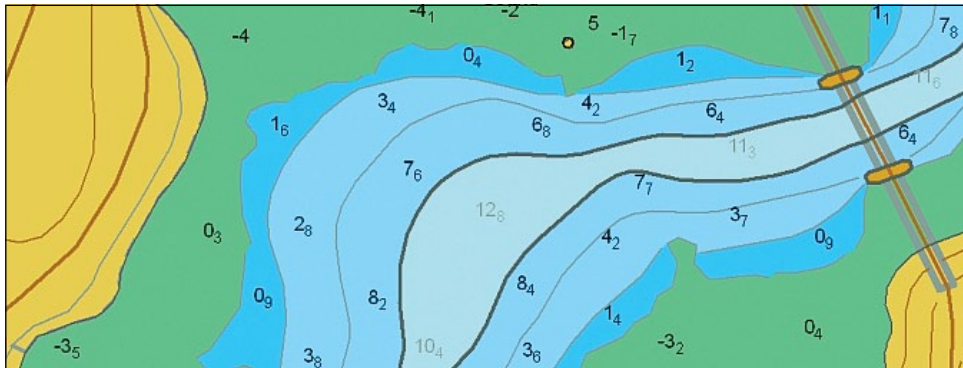 -4₁ -2 1₁
-4 5 -1₇ 7₈
0₄ 1₂
11₆
3₄ 4₂ 6₄
1₆ 6₈ 6₄
11₃
7₆ 7₇
12₈ 3₇
0₃ 2₈ 4₂ 0₉
8₄
0₉ 8₂
1₄ 0₄
-3₅ 3₈ 10₄ 3₆ -3₂